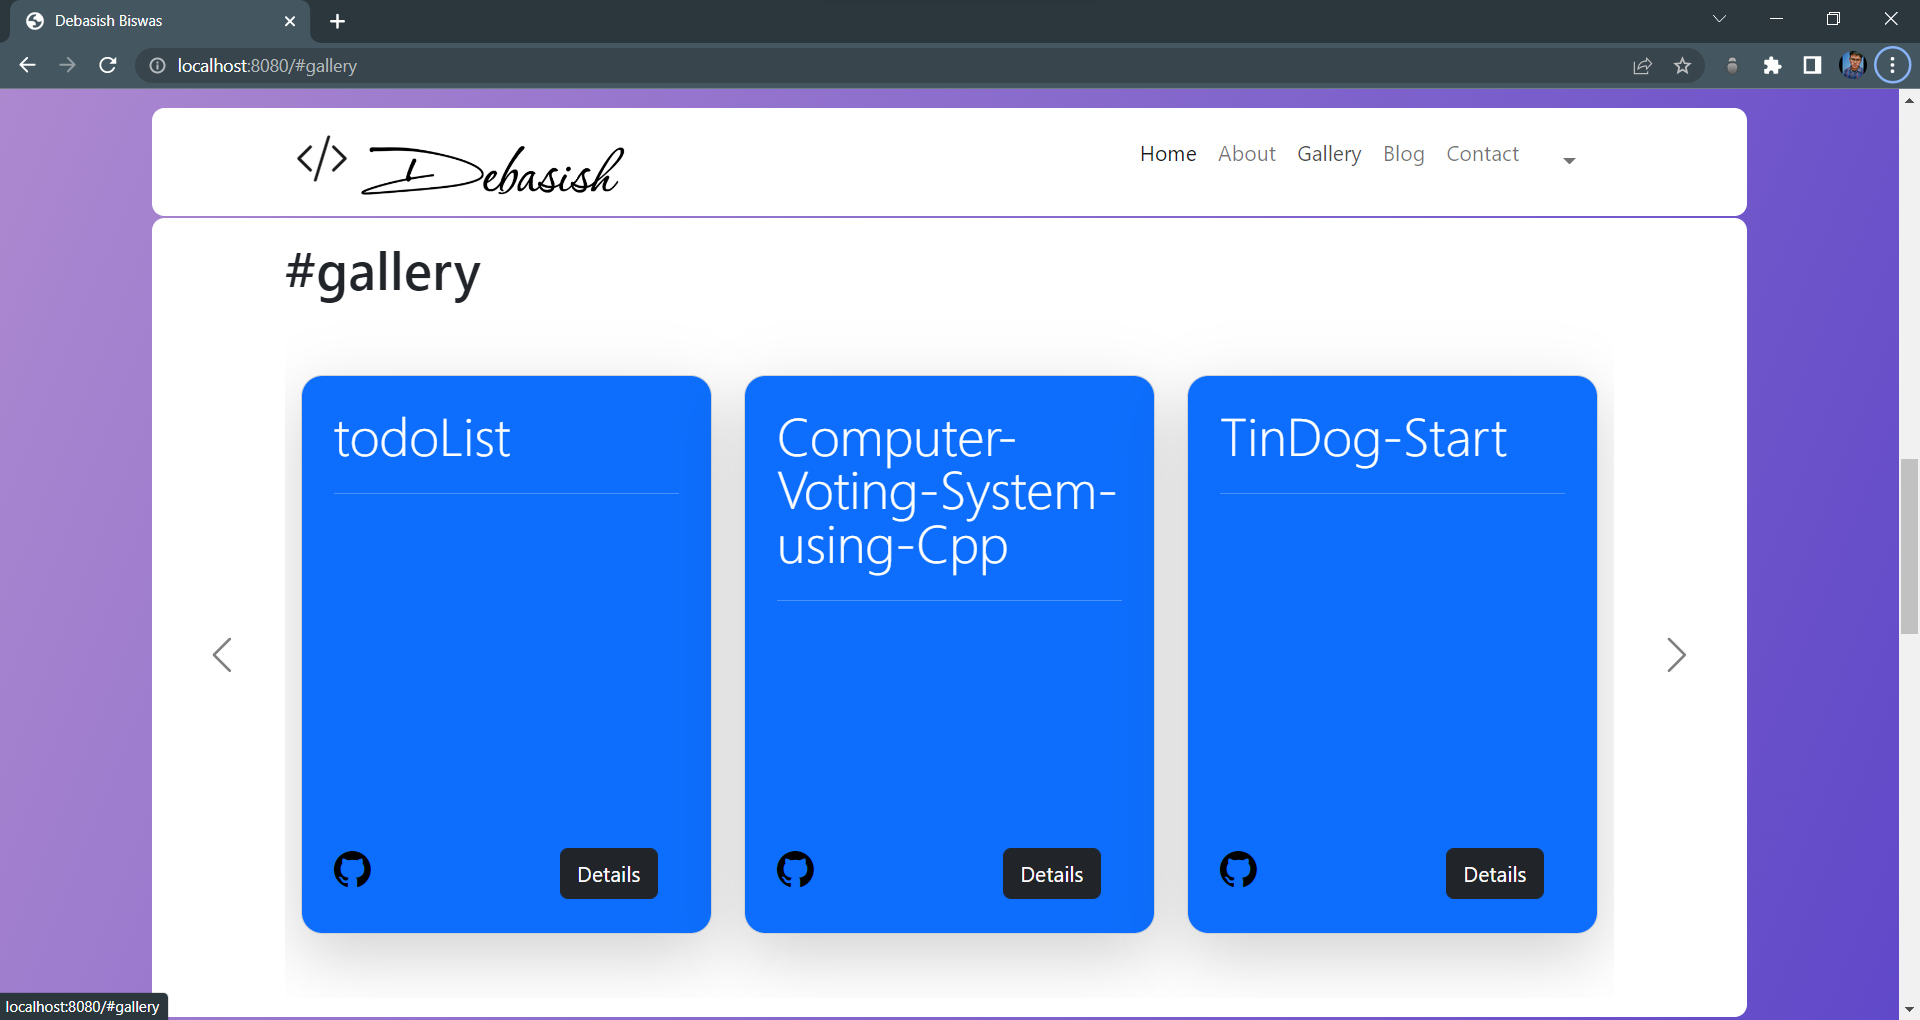 Debasish Biswas
localhost:8080/#gallery
</> Debasish
Home About Gallery Blog Contact
#gallery
todoList
Details
Computer-
Voting-System-
using-Cpp
Details
TinDog-Start
Details
localhost:8080/#gallery